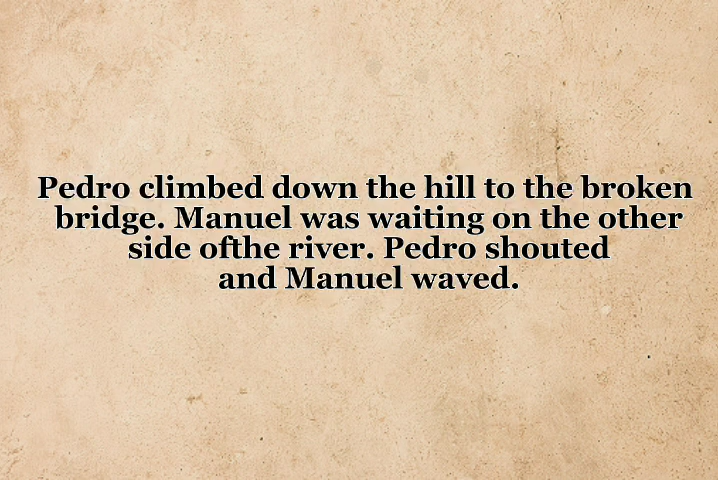 Pedro climbed down the hill to the broken
bridge. Manuel was waiting on the other
side ofthe river. Pedro shouted
and Manuel waved.